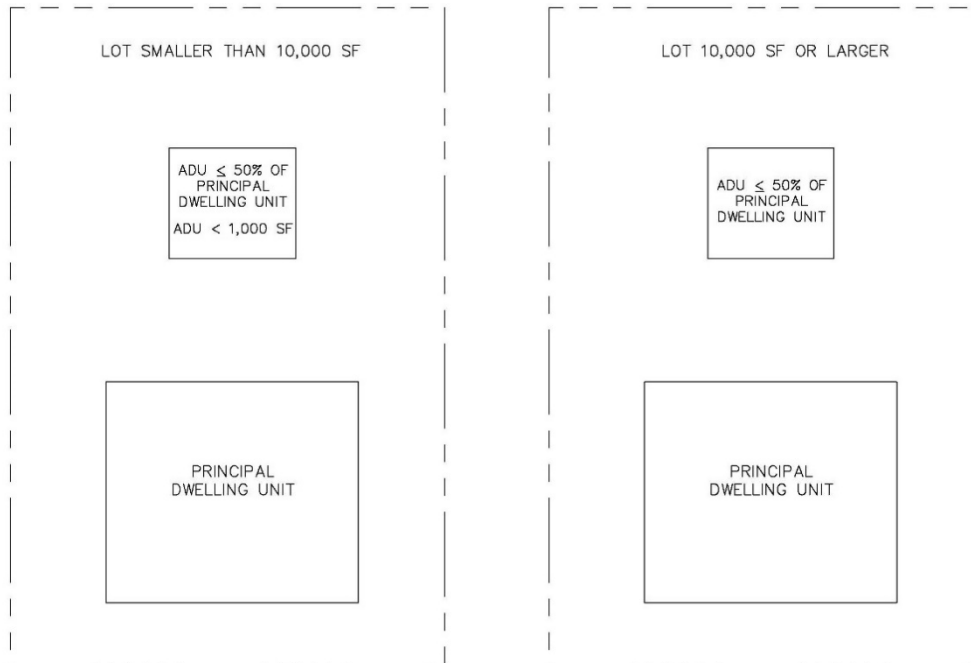 LOT SMALLER THAN 10,000 SF
ADU ≤ 50% OF
PRINCIPAL
DWELLING UNIT
ADU < 1,000 SF
PRINCIPAL
DWELLING UNIT
LOT 10,000 SF OR LARGER
ADU ≤ 50% OF
PRINCIPAL
DWELLING UNIT
PRINCIPAL
DWELLING UNIT